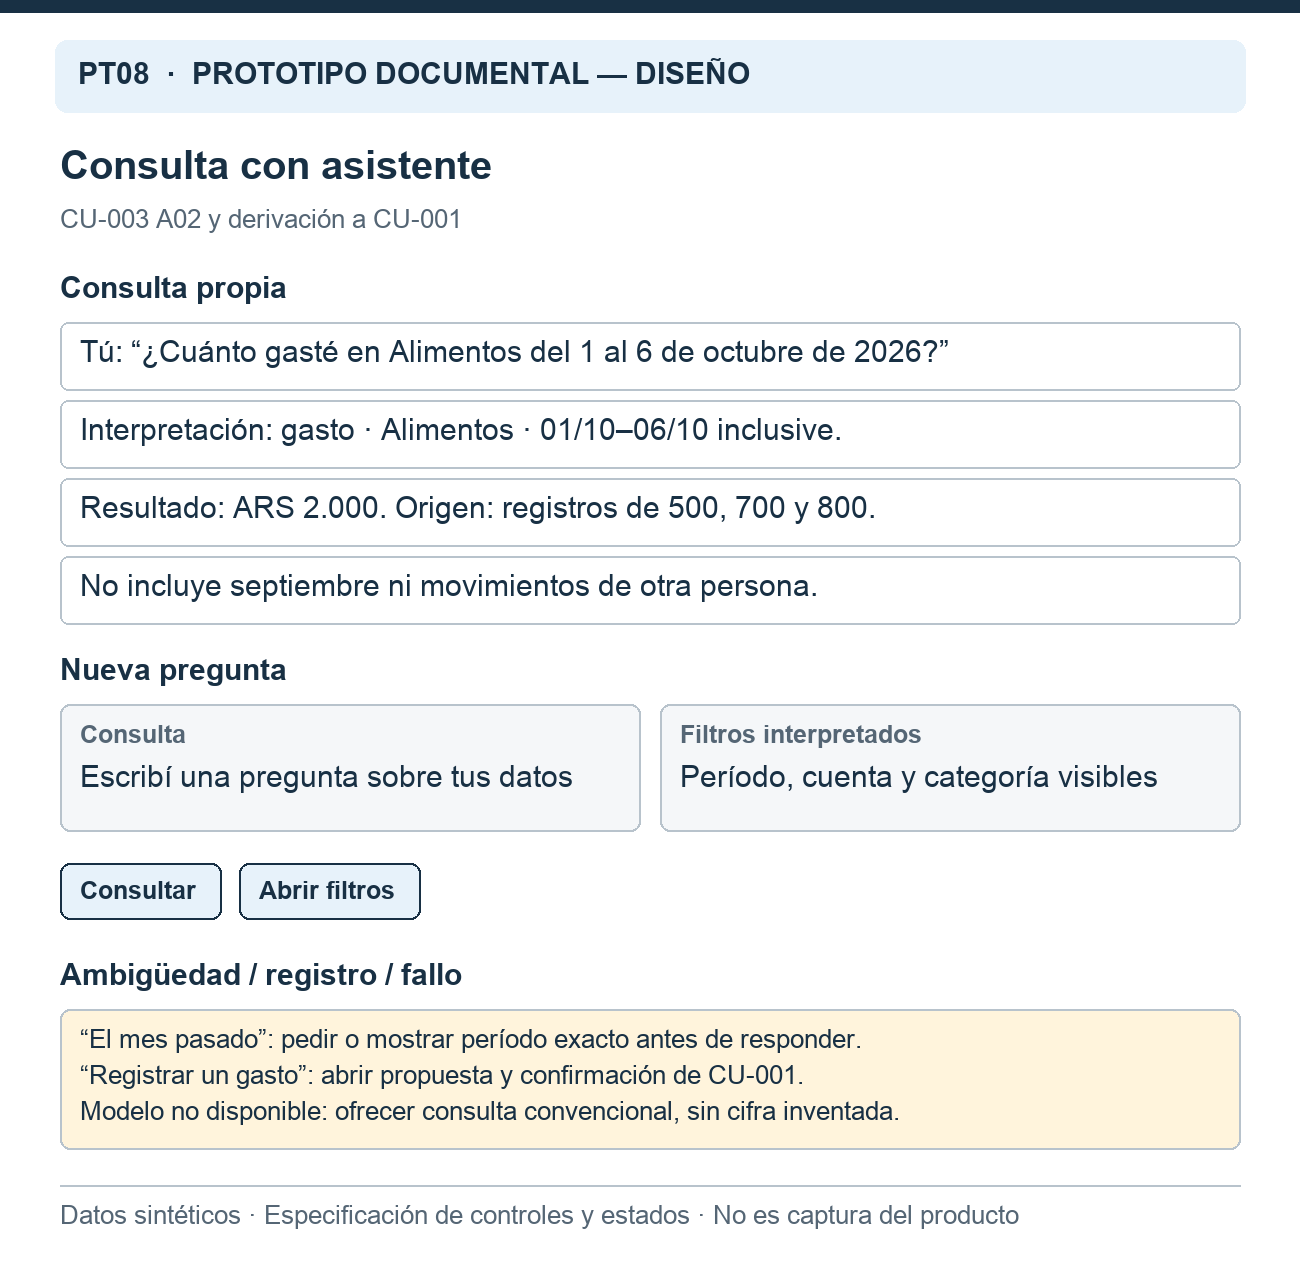 PT08 · PROTOTIPO DOCUMENTAL — DISEÑO
Consulta con asistente
CU-003 A02 y derivación a CU-001
Consulta propia
Tú: “¿Cuánto gasté en Alimentos del 1 al 6 de octubre de 2026?”
Interpretación: gasto · Alimentos · 01/10–06/10 inclusive.
Resultado: ARS 2.000. Origen: registros de 500, 700 y 800.
No incluye septiembre ni movimientos de otra persona.
Nueva pregunta
Consulta
Escribí una pregunta sobre tus datos
Filtros interpretados
Período, cuenta y categoría visibles
Consultar
Abrir filtros
Ambigüedad / registro / fallo
“El mes pasado”: pedir o mostrar período exacto antes de responder.
“Registrar un gasto”: abrir propuesta y confirmación de CU-001.
Modelo no disponible: ofrecer consulta convencional, sin cifra inventada.
Datos sintéticos · Especificación de controles y estados · No es captura del producto